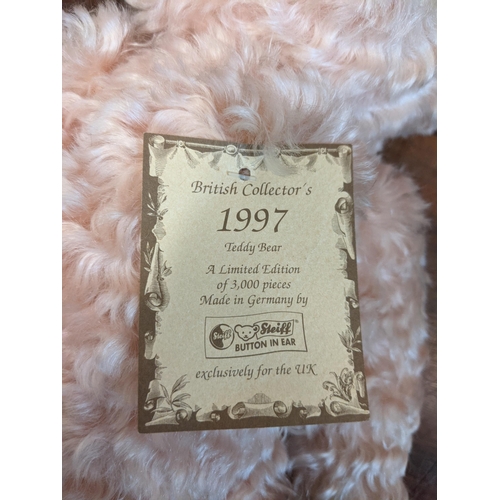 British Collector's
1997
Teddy Bear
A Limited Edition
of 3,000 pieces
Made in Germany by
Steiff Steiff®
BUTTON IN EAR
exclusively for the UK